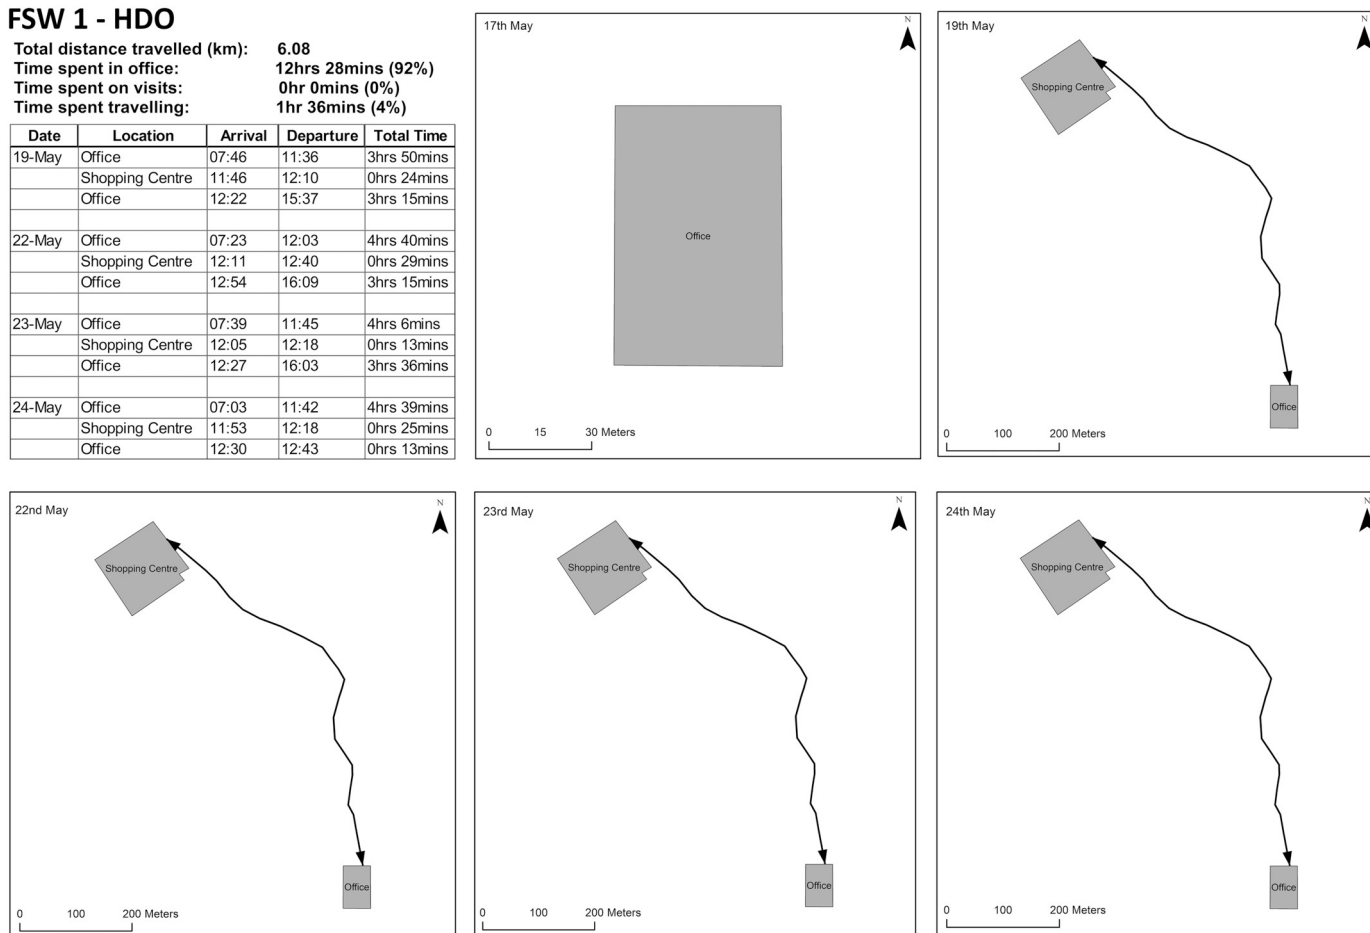 FSW 1 - HDO
Total distance travelled (km): 6.08
Time spent in office: 12hrs 28mins (92%)
Time spent on visits: 0hr 0mins (0%)
Time spent travelling: 1hr 36mins (4%)
Date Location Arrival Departure Total Time
19-May Office 07:46 11:36 3hrs 50mins
Shopping Centre 11:46 12:10 0hrs 24mins
Office 12:22 15:37 3hrs 15mins
22-May Office 07:23 12:03 4hrs 40mins
Shopping Centre 12:11 12:40 0hrs 29mins
Office 12:54 16:09 3hrs 15mins
23-May Office 07:39 11:45 4hrs 6mins
Shopping Centre 12:05 12:18 0hrs 13mins
Office 12:27 16:03 3hrs 36mins
24-May Office 07:03 11:42 4hrs 39mins
Shopping Centre 11:53 12:18 0hrs 25mins
Office 12:30 12:43 0hrs 13mins
17th May
N
Office
0 15 30 Meters
19th May
N
Shopping Centre
Office
0 100 200 Meters
22nd May
N
Shopping Centre
Office
0 100 200 Meters
23rd May
N
Shopping Centre
Office
0 100 200 Meters
24th May
N
Shopping Centre
Office
0 100 200 Meters